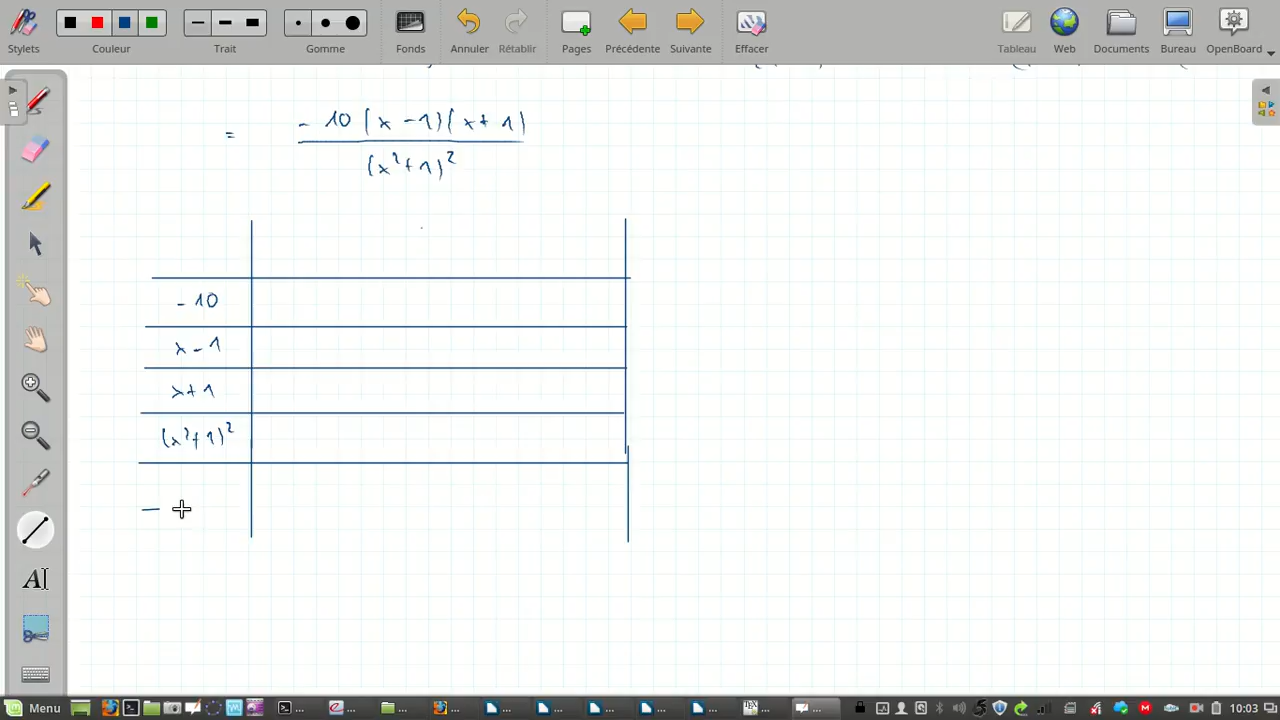 Stylets Couleur Trait Gomme Fonds Annuler Rétablir Pages Précédente Suivante Effacer Tableau Web Documents Bureau OpenBoard
= - 10 (x - 1)(x + 1)
(x² + 1)²
- 10
x - 1
x + 1
(x² + 1)²
—
AI
Menu 10:03